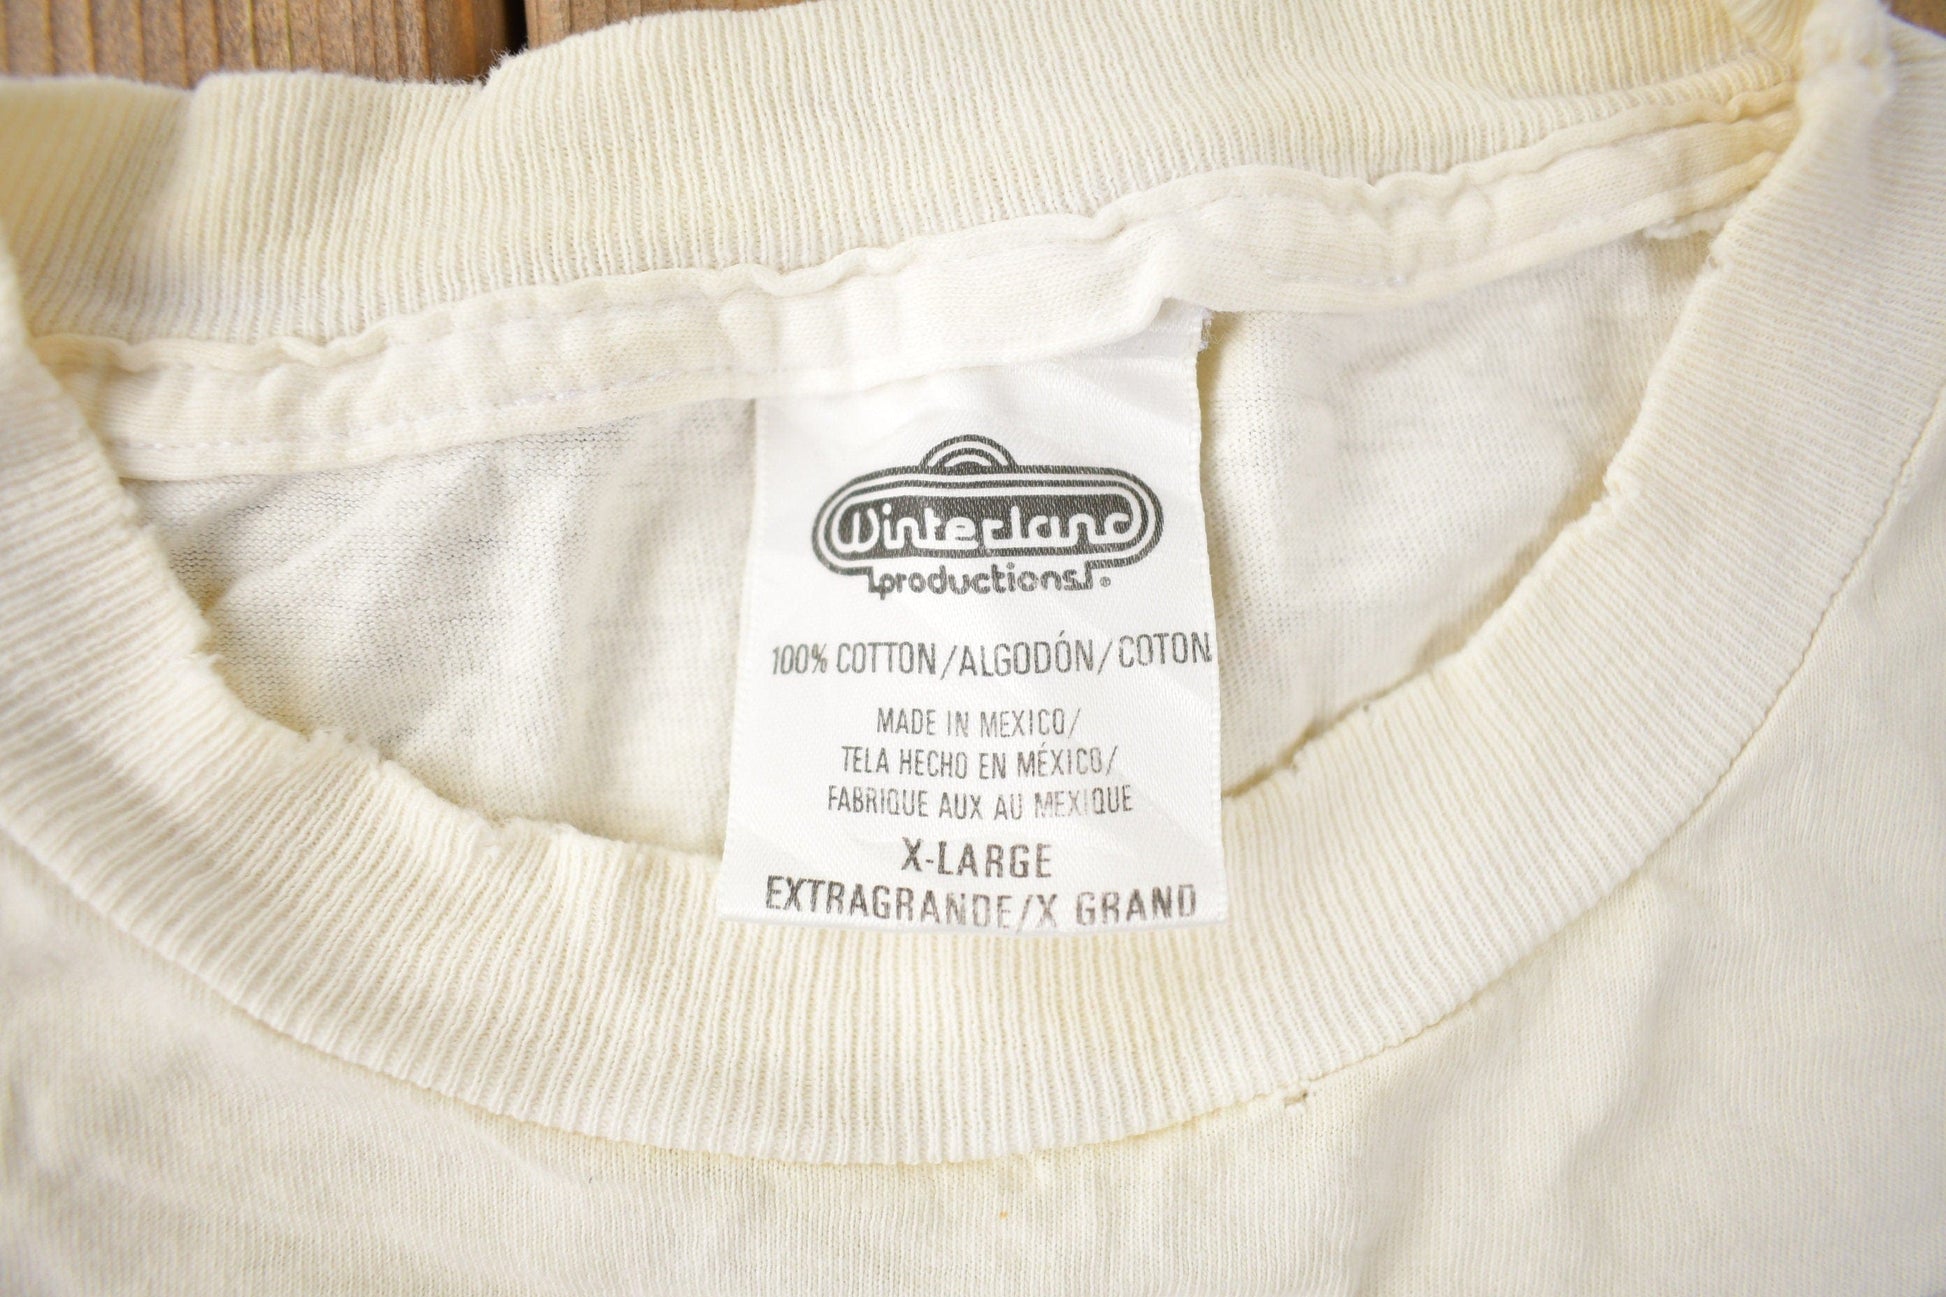 Winterland
productions®
100% COTTON/ALGODÓN/COTON
MADE IN MEXICO/
TELA HECHO EN MÉXICO/
FABRIQUE AUX AU MEXIQUE
X-LARGE
EXTRAGRANDE/X GRAND